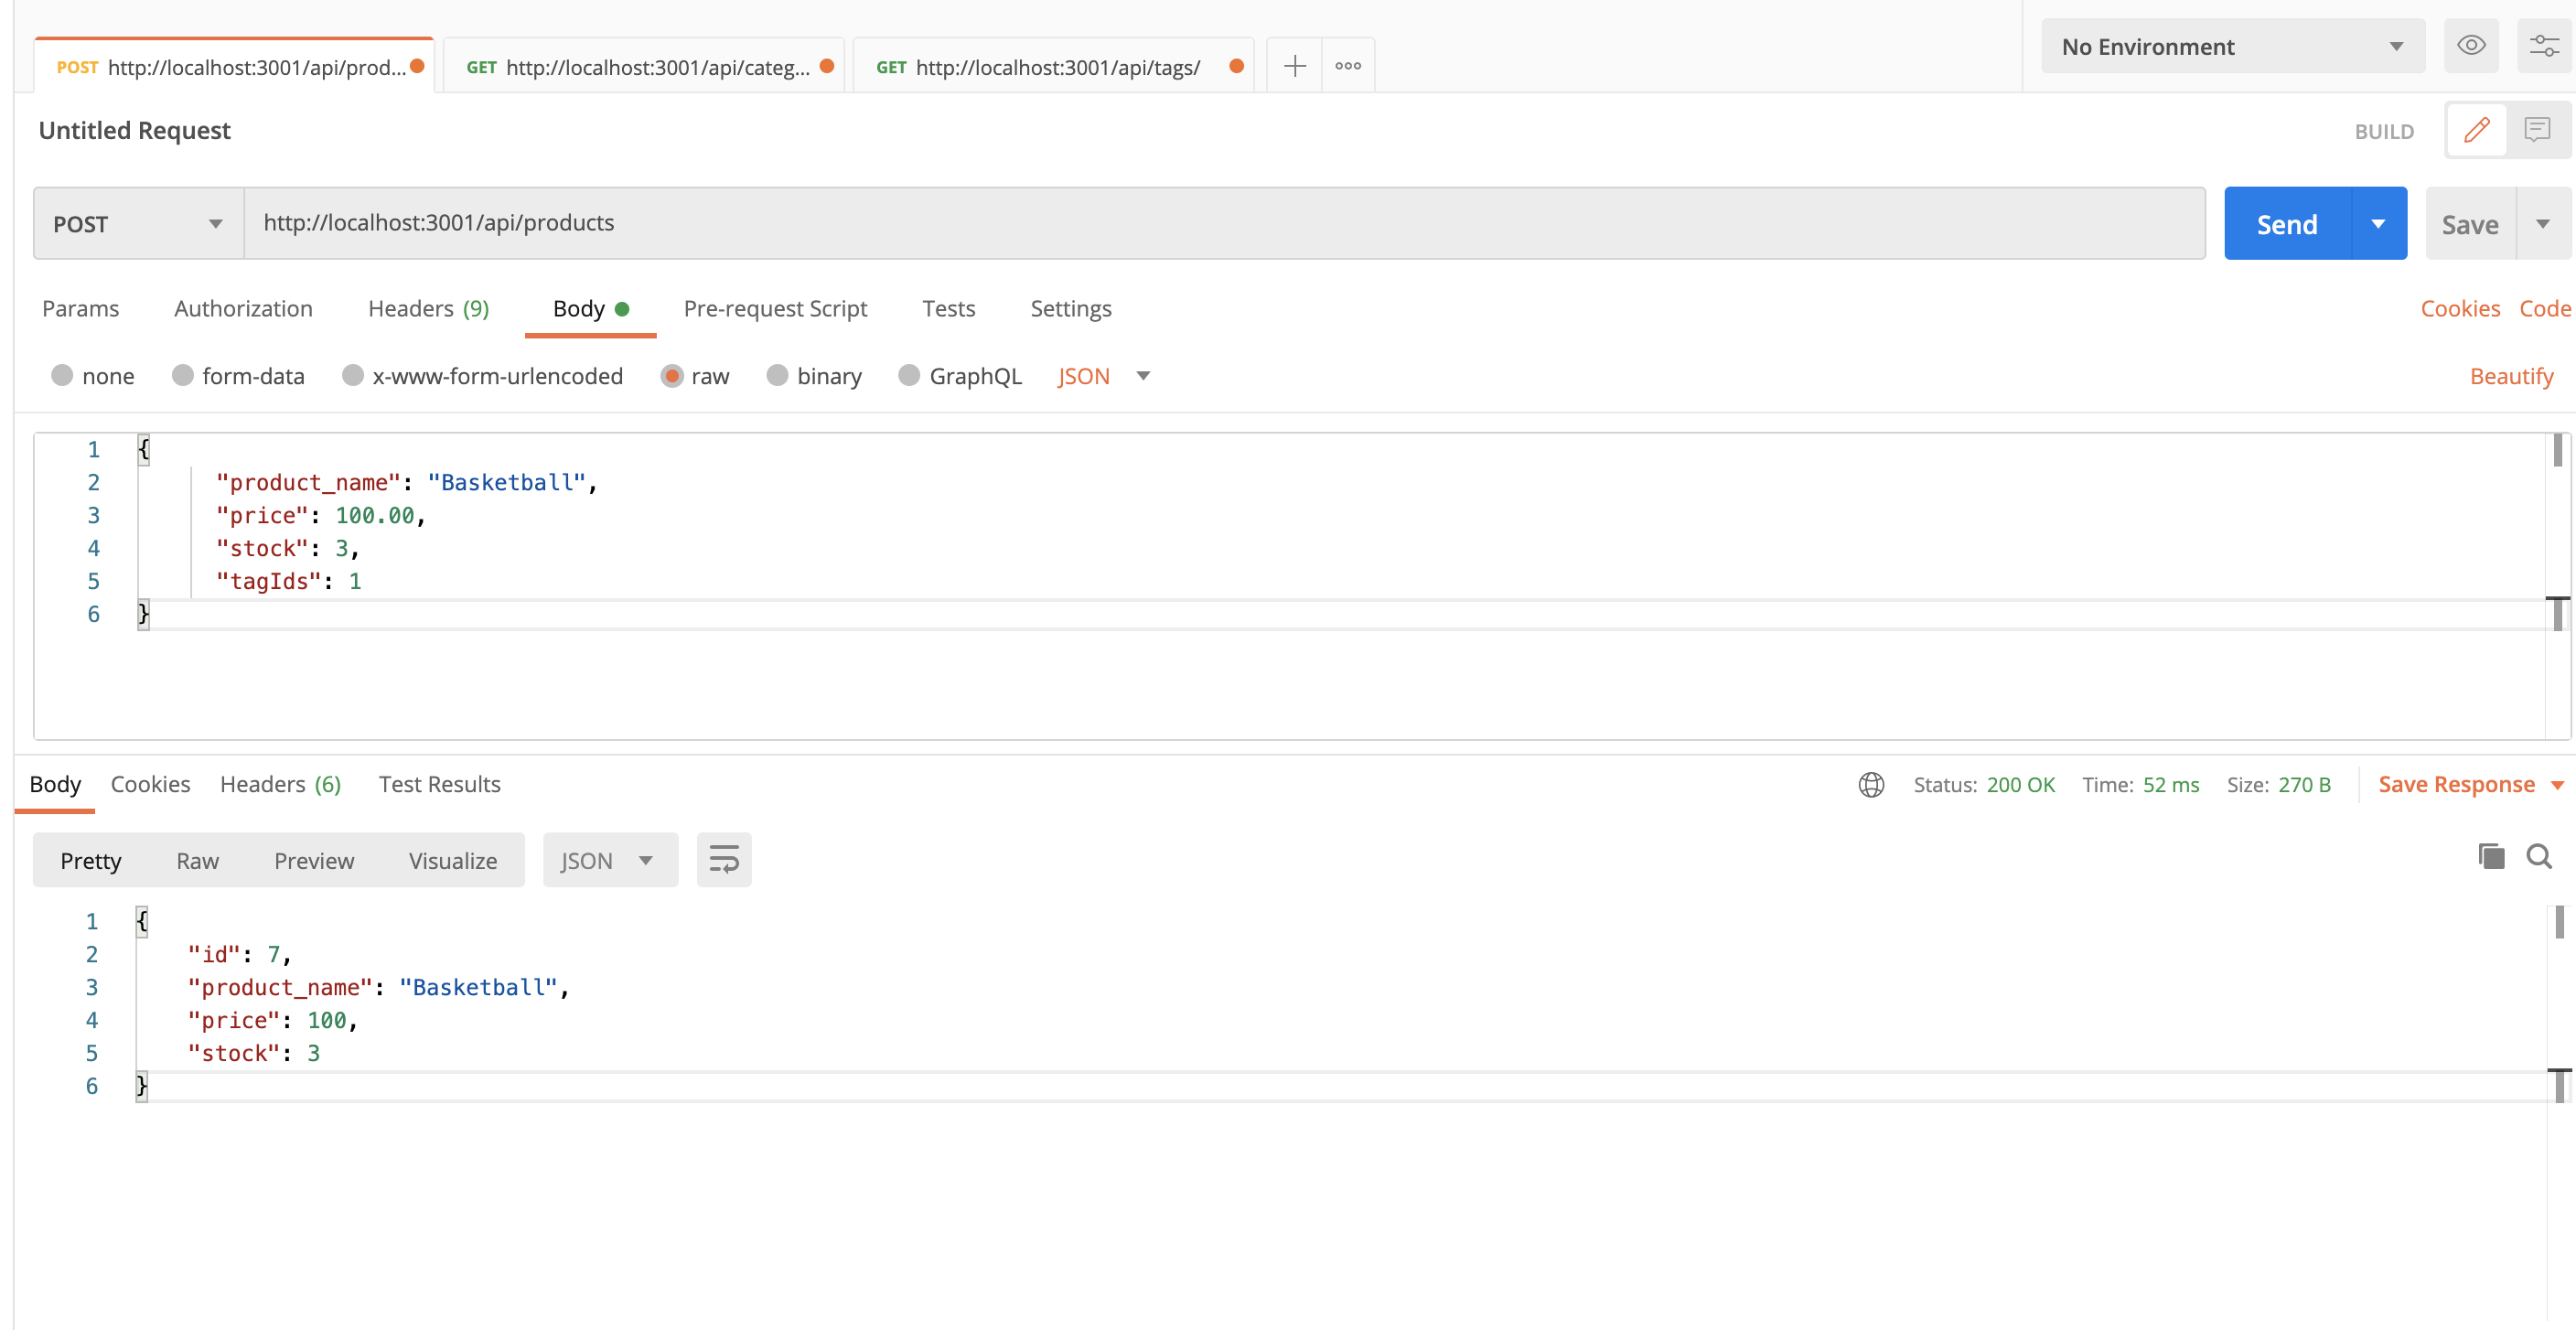 POST http://localhost:3001/api/prod... GET http://localhost:3001/api/categ... GET http://localhost:3001/api/tags/ No Environment
Untitled Request BUILD
POST http://localhost:3001/api/products Send Save
Params Authorization Headers (9) Body Pre-request Script Tests Settings Cookies Code
none form-data x-www-form-urlencoded raw binary GraphQL JSON Beautify
1 {
2 "product_name": "Basketball",
3 "price": 100.00,
4 "stock": 3,
5 "tagIds": 1
6 }
Body Cookies Headers (6) Test Results Status: 200 OK Time: 52 ms Size: 270 B Save Response
Pretty Raw Preview Visualize JSON
1 {
2 "id": 7,
3 "product_name": "Basketball",
4 "price": 100,
5 "stock": 3
6 }